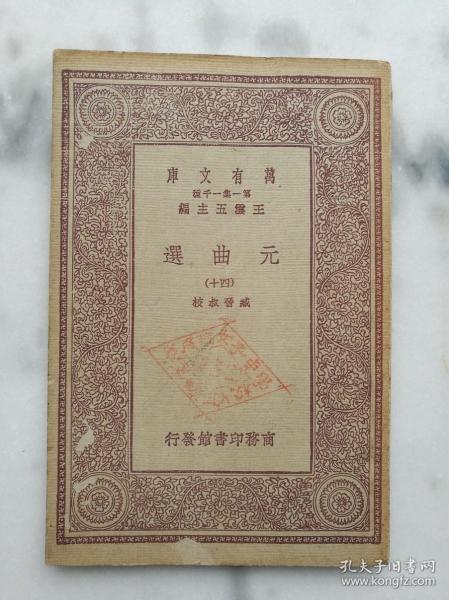 萬有文庫
第一集一千種
王雲五主編
元曲選
(十四)
臧晉叔校
商務印書館發行
孔夫子旧书网
www.kongfz.com